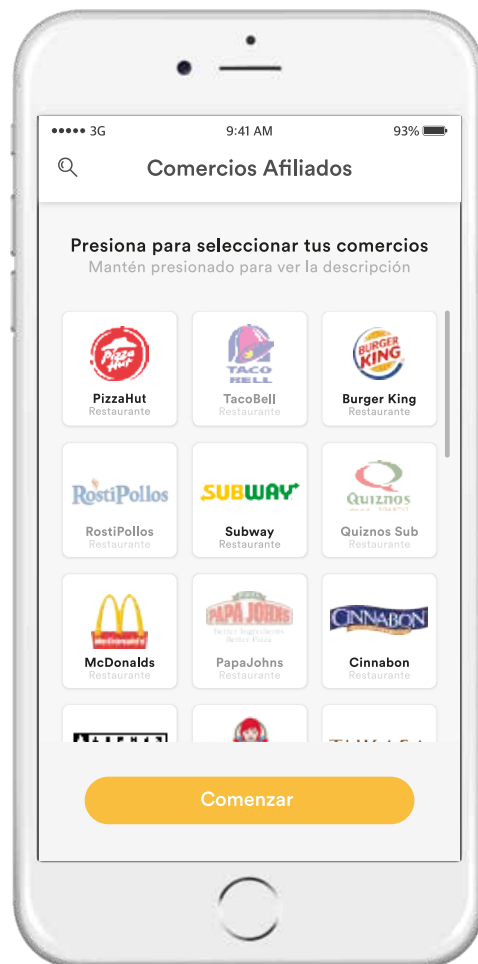 3G 9:41 AM 93%
Comercios Afiliados
Presiona para seleccionar tus comercios
Mantén presionado para ver la descripción
Pizza Hut
TACO BELL
BURGER KING
PizzaHut
Restaurante
TacoBell
Restaurante
Burger King
Restaurante
RostiPollos
SUBWAY
QUIZNOS
RostiPollos
Restaurante
Subway
Restaurante
Quiznos Sub
Restaurante
McDonald's
PAPA JOHNS
Better Ingredients
Better Pizza
CINNABON
McDonalds
Restaurante
PapaJohns
Restaurante
Cinnabon
Restaurante
Comenzar